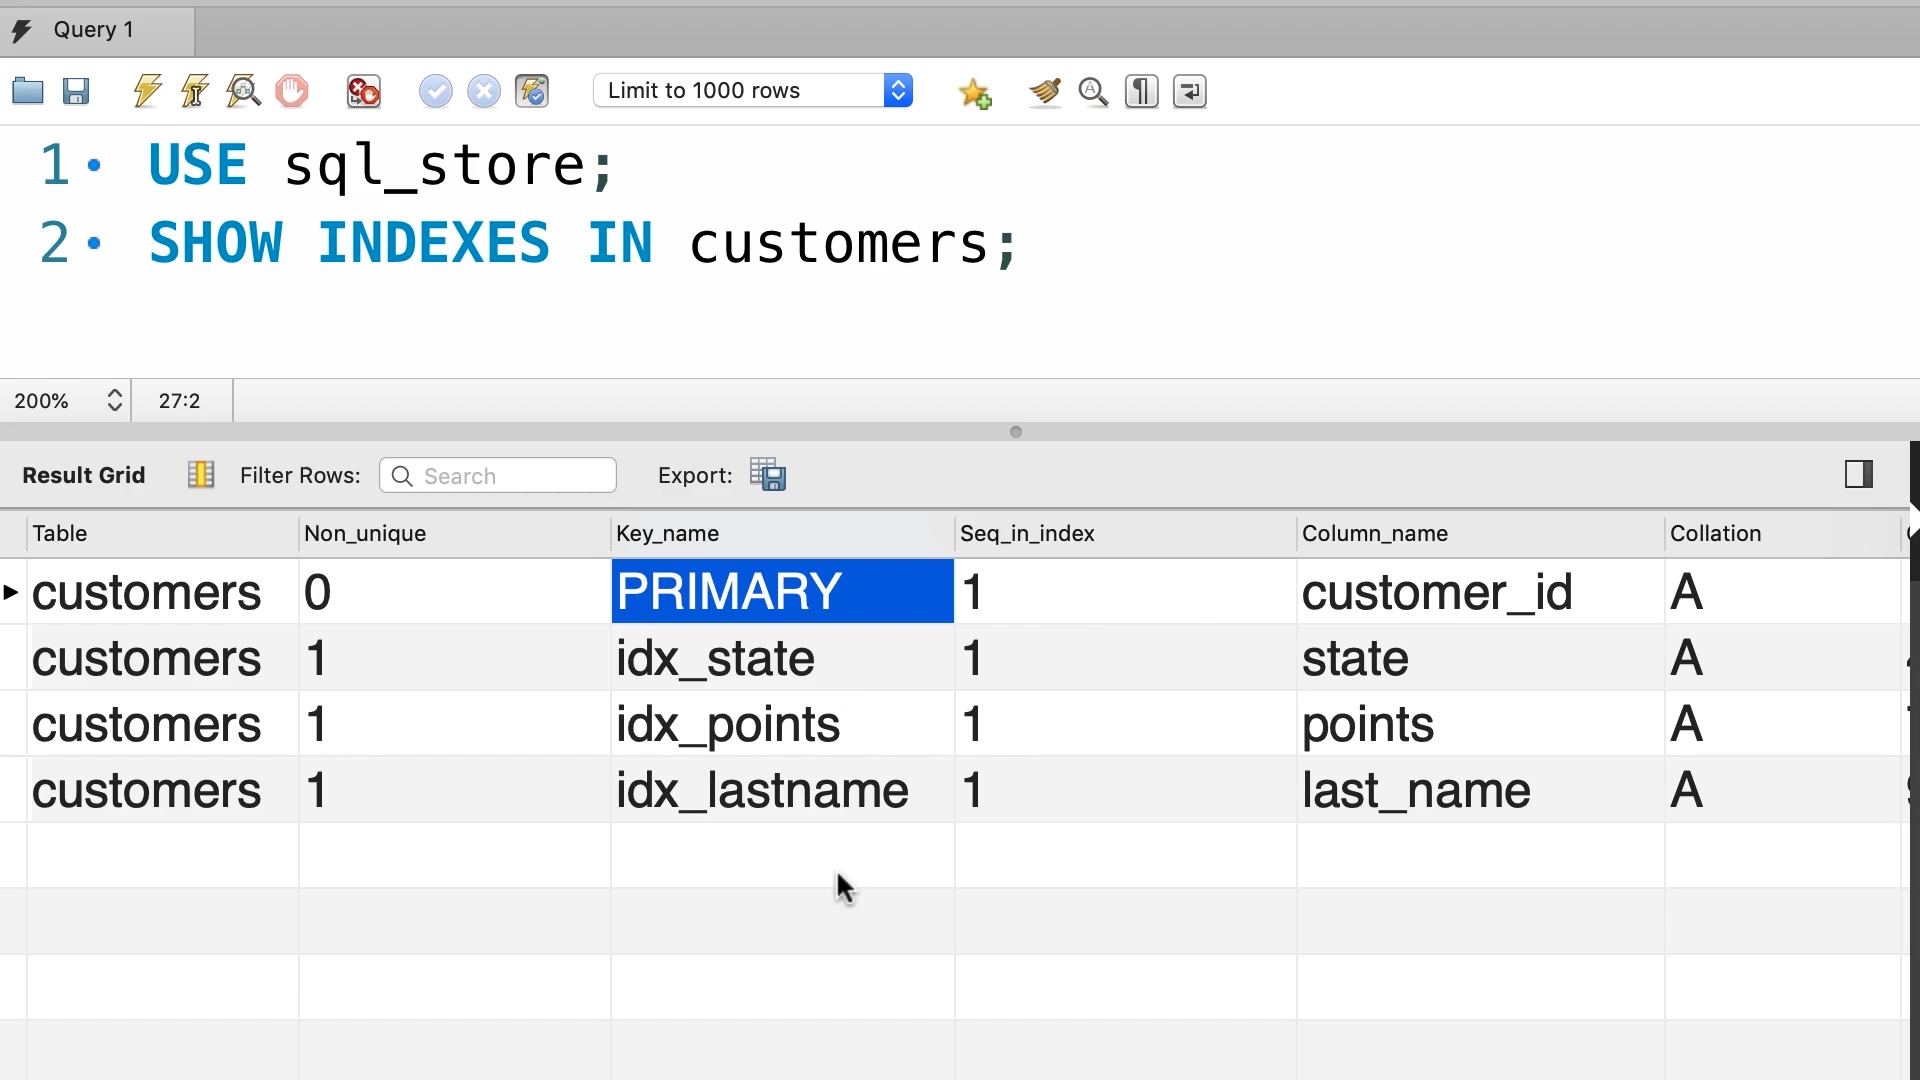 Query 1
Limit to 1000 rows
1 USE sql_store;
2 SHOW INDEXES IN customers;
200% 27:2
Result Grid Filter Rows: Search Export:
Table Non_unique Key_name Seq_in_index Column_name Collation
customers 0 PRIMARY 1 customer_id A
customers 1 idx_state 1 state A
customers 1 idx_points 1 points A
customers 1 idx_lastname 1 last_name A